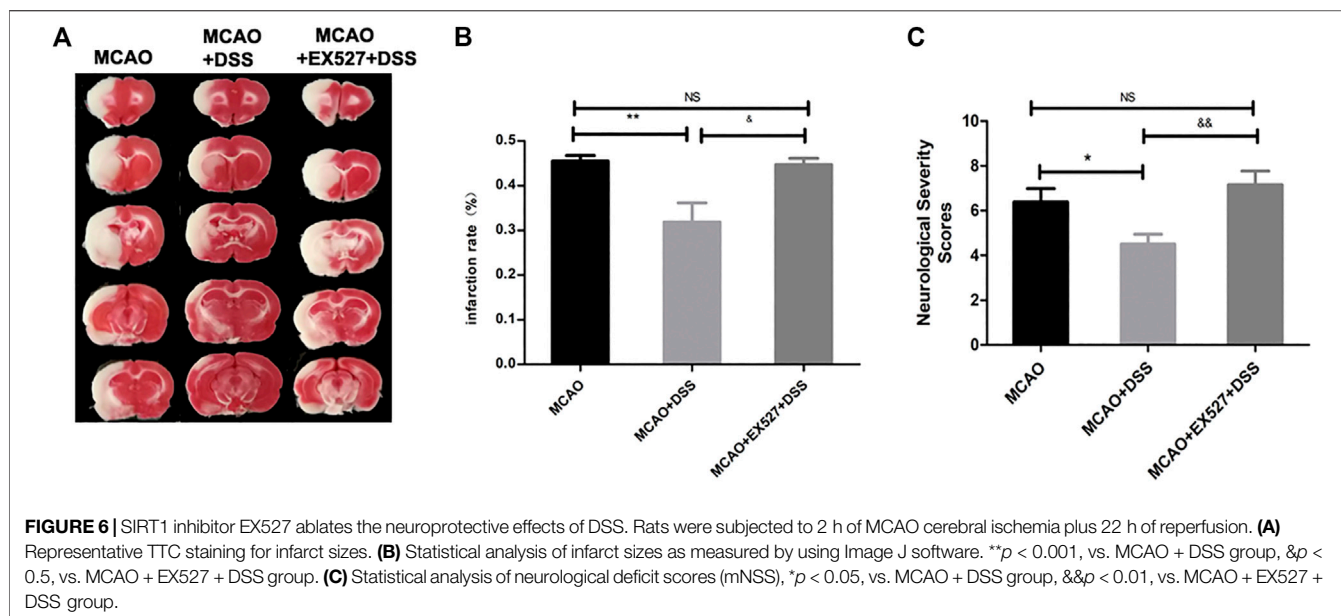 A
MCAO
MCAO
+DSS
MCAO
+EX527+DSS
B
NS
**
&
infarction rate (%)
0.5
0.4
0.3
0.2
0.1
0.0
MCAO
MCAO+DSS
MCAO+EX527+DSS
C
NS
&&
*
Neurological Severity
Scores
10
8
6
4
2
0
MCAO
MCAO+DSS
MCAO+EX527+DSS
FIGURE 6 | SIRT1 inhibitor EX527 ablates the neuroprotective effects of DSS. Rats were subjected to 2 h of MCAO cerebral ischemia plus 22 h of reperfusion. (A)
Representative TTC staining for infarct sizes. (B) Statistical analysis of infarct sizes as measured by using Image J software. **p < 0.001, vs. MCAO + DSS group, &p <
0.5, vs. MCAO + EX527 + DSS group. (C) Statistical analysis of neurological deficit scores (mNSS), *p < 0.05, vs. MCAO + DSS group, &&p < 0.01, vs. MCAO + EX527 +
DSS group.